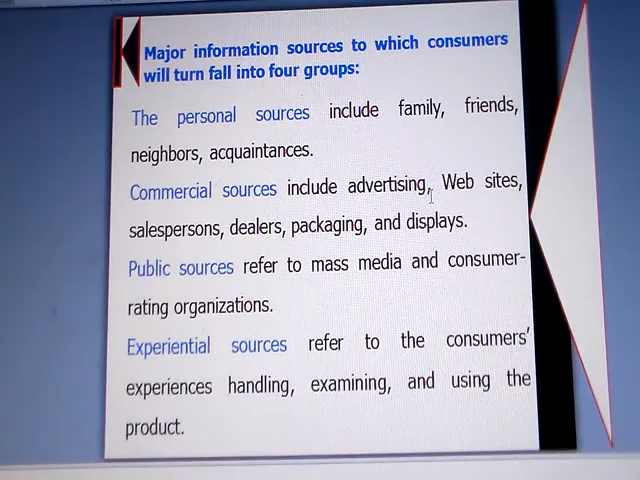 Major information sources to which consumers
will turn fall into four groups:
The personal sources include family, friends,
neighbors, acquaintances.
Commercial sources include advertising, Web sites,
salespersons, dealers, packaging, and displays.
Public sources refer to mass media and consumer-
rating organizations.
Experiential sources refer to the consumers'
experiences handling, examining, and using the
product.